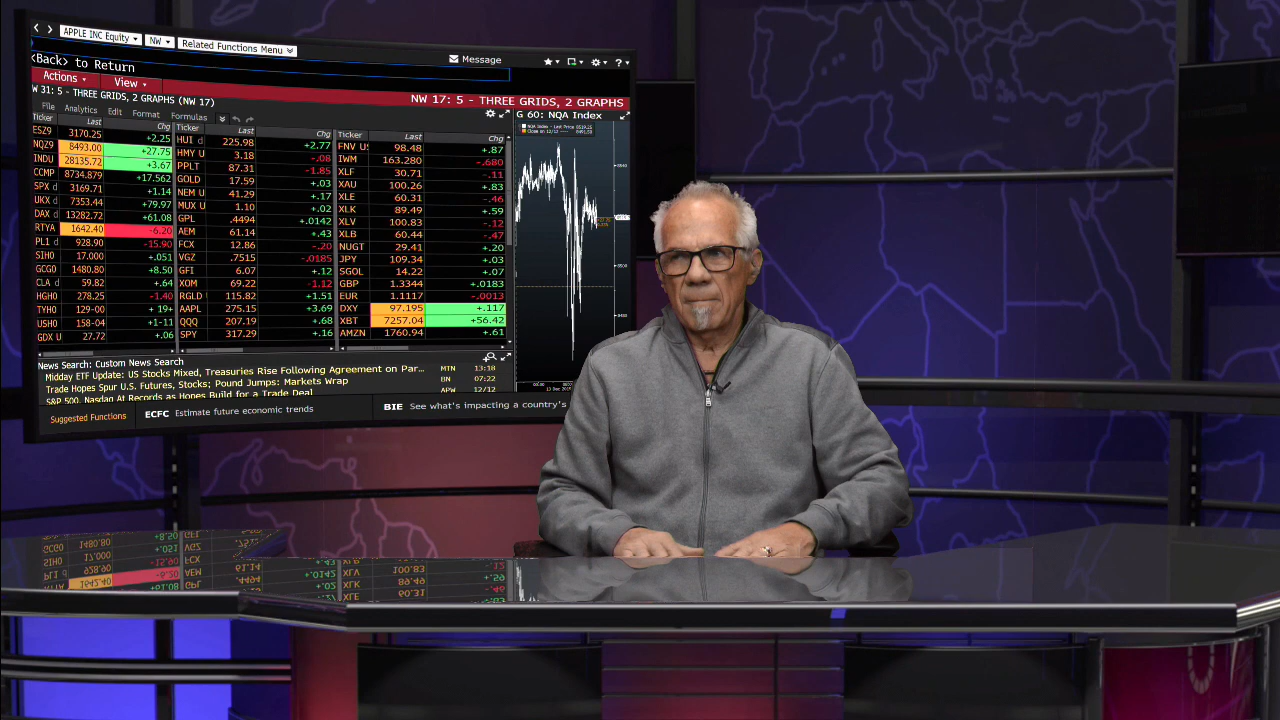 APPLE INC Equity NW Related Functions Menu
Message
<Back> to Return
Actions View
NW 17: 5 - THREE GRIDS, 2 GRAPHS
W 31: 5 - THREE GRIDS, 2 GRAPHS (NW 17)
File Analytics Edit Format Formulas
G 60: NQA Index
Ticker Last Chg
ESZ9 3170.25 +2.25
NQZ9 8493.00 +27.75
INDU 28135.72 +3.67
CCMP 8734.879 +17.562
SPX d 3169.71 +1.14
UKX d 7353.44 +79.97
DAX d 13282.72 +61.08
RTYA 1642.40 -6.20
PL1 d 928.90 -15.90
SIH0 17.000 +.051
GCG0 1480.80 +8.50
CLA d 59.82 +.64
HGH0 278.25 -1.40
TYH0 129-00 + 19+
USH0 158-04 +1-11
GDX U 27.72 +.06
Ticker Last Chg
HUI d 225.98 +2.77
HMY U 3.18 -.08
PPLT 87.31 -1.85
GOLD 17.59 +.03
NEM U 41.29 +.17
MUX U 1.10 +.02
GPL .4494 +.0142
AEM 61.14 +.43
FCX 12.86 -.20
VGZ .7515 -.0185
GFI 6.07 +.12
XOM 69.22 -1.12
RGLD 115.82 +1.51
AAPL 275.15 +3.69
QQQ 207.19 +.68
SPY 317.29 +.16
Ticker Last Chg
FNV US 98.48 +.87
IWM 163.280 -.680
XLF 30.71 -.11
XAU 100.26 +.83
XLE 60.31 -.46
XLK 89.49 +.59
XLV 100.83 -.12
XLB 60.44 -.47
NUGT 29.41 +.20
JPY 109.34 +.03
SGOL 14.22 +.07
GBP 1.3344 +.0183
EUR 1.1117 -.0013
DXY 97.195 +.117
XBT 7257.04 +56.42
AMZN 1760.94 +.61
News Search: Custom News Search
Midday ETF Update: US Stocks Mixed, Treasuries Rise Following Agreement on Par... MTN 13:18
Trade Hopes Spur U.S. Futures, Stocks; Pound Jumps: Markets Wrap BN 07:22
S&P 500, Nasdaq At Records as Hopes Build for a Trade Deal APW 12/12
Suggested Functions ECFC Estimate future economic trends BIE See what's impacting a country's